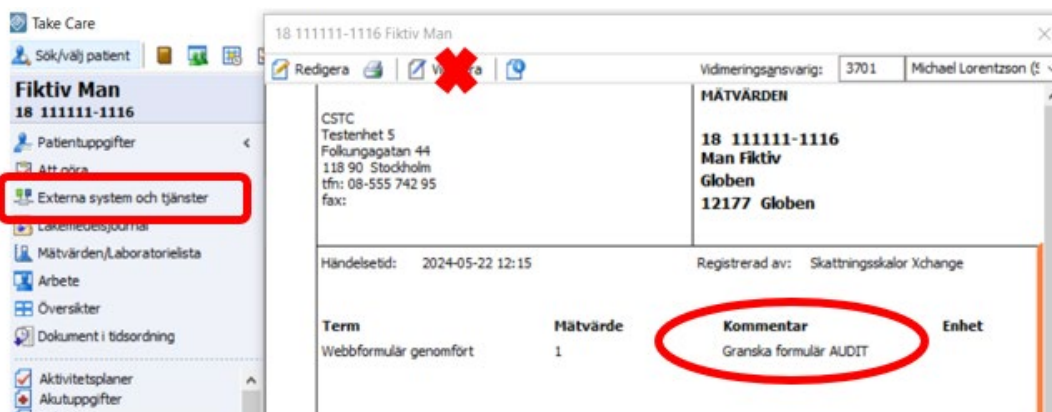 Take Care
Sök/välj patient
Fiktiv Man
18 111111-1116
Patientuppgifter
Att göra
Externa system och tjänster
Läkemedelsjournal
Mätvärden/Laboratorielista
Arbete
Översikter
Dokument i tidsordning
Aktivitetsplaner
Akutuppgifter
18 111111-1116 Fiktiv Man
Redigera
Vidimeringsansvarig: 3701 Michael Lorentzson (
CSTC
Testenhet 5
Folkungagatan 44
118 90 Stockholm
tfn: 08-555 742 95
fax:
MÄTVÄRDEN
18 111111-1116
Man Fiktiv
Globen
12177 Globen
Händelsetid: 2024-05-22 12:15 Registrerad av: Skattningsskalor Xchange
Term Mätvärde Kommentar Enhet
Webbformulär genomfört 1 Granska formulär AUDIT